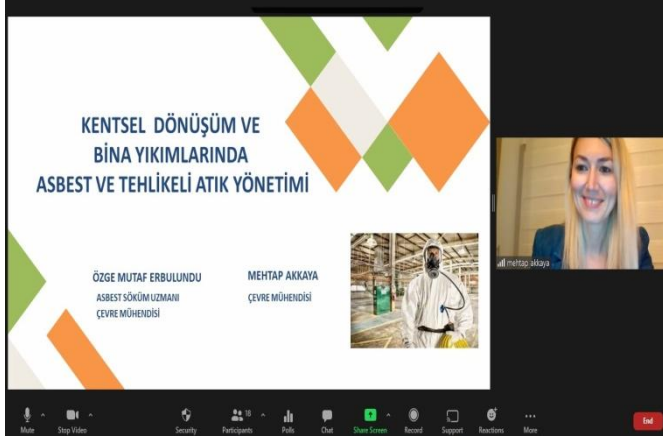 KENTSEL DÖNÜŞÜM VE
BİNA YIKIMLARINDA
ASBEST VE TEHLİKELİ ATIK YÖNETİMİ
ÖZGE MUTAF ERBULUNDU
ASBEST SÖKÜM UZMANI
ÇEVRE MÜHENDİSİ
MEHTAP AKKAYA
ÇEVRE MÜHENDİSİ
mehtap akkaya
Mute
Stop Video
Security
Participants
18
Polls
Chat
Share Screen
Record
Support
Reactions
More
End